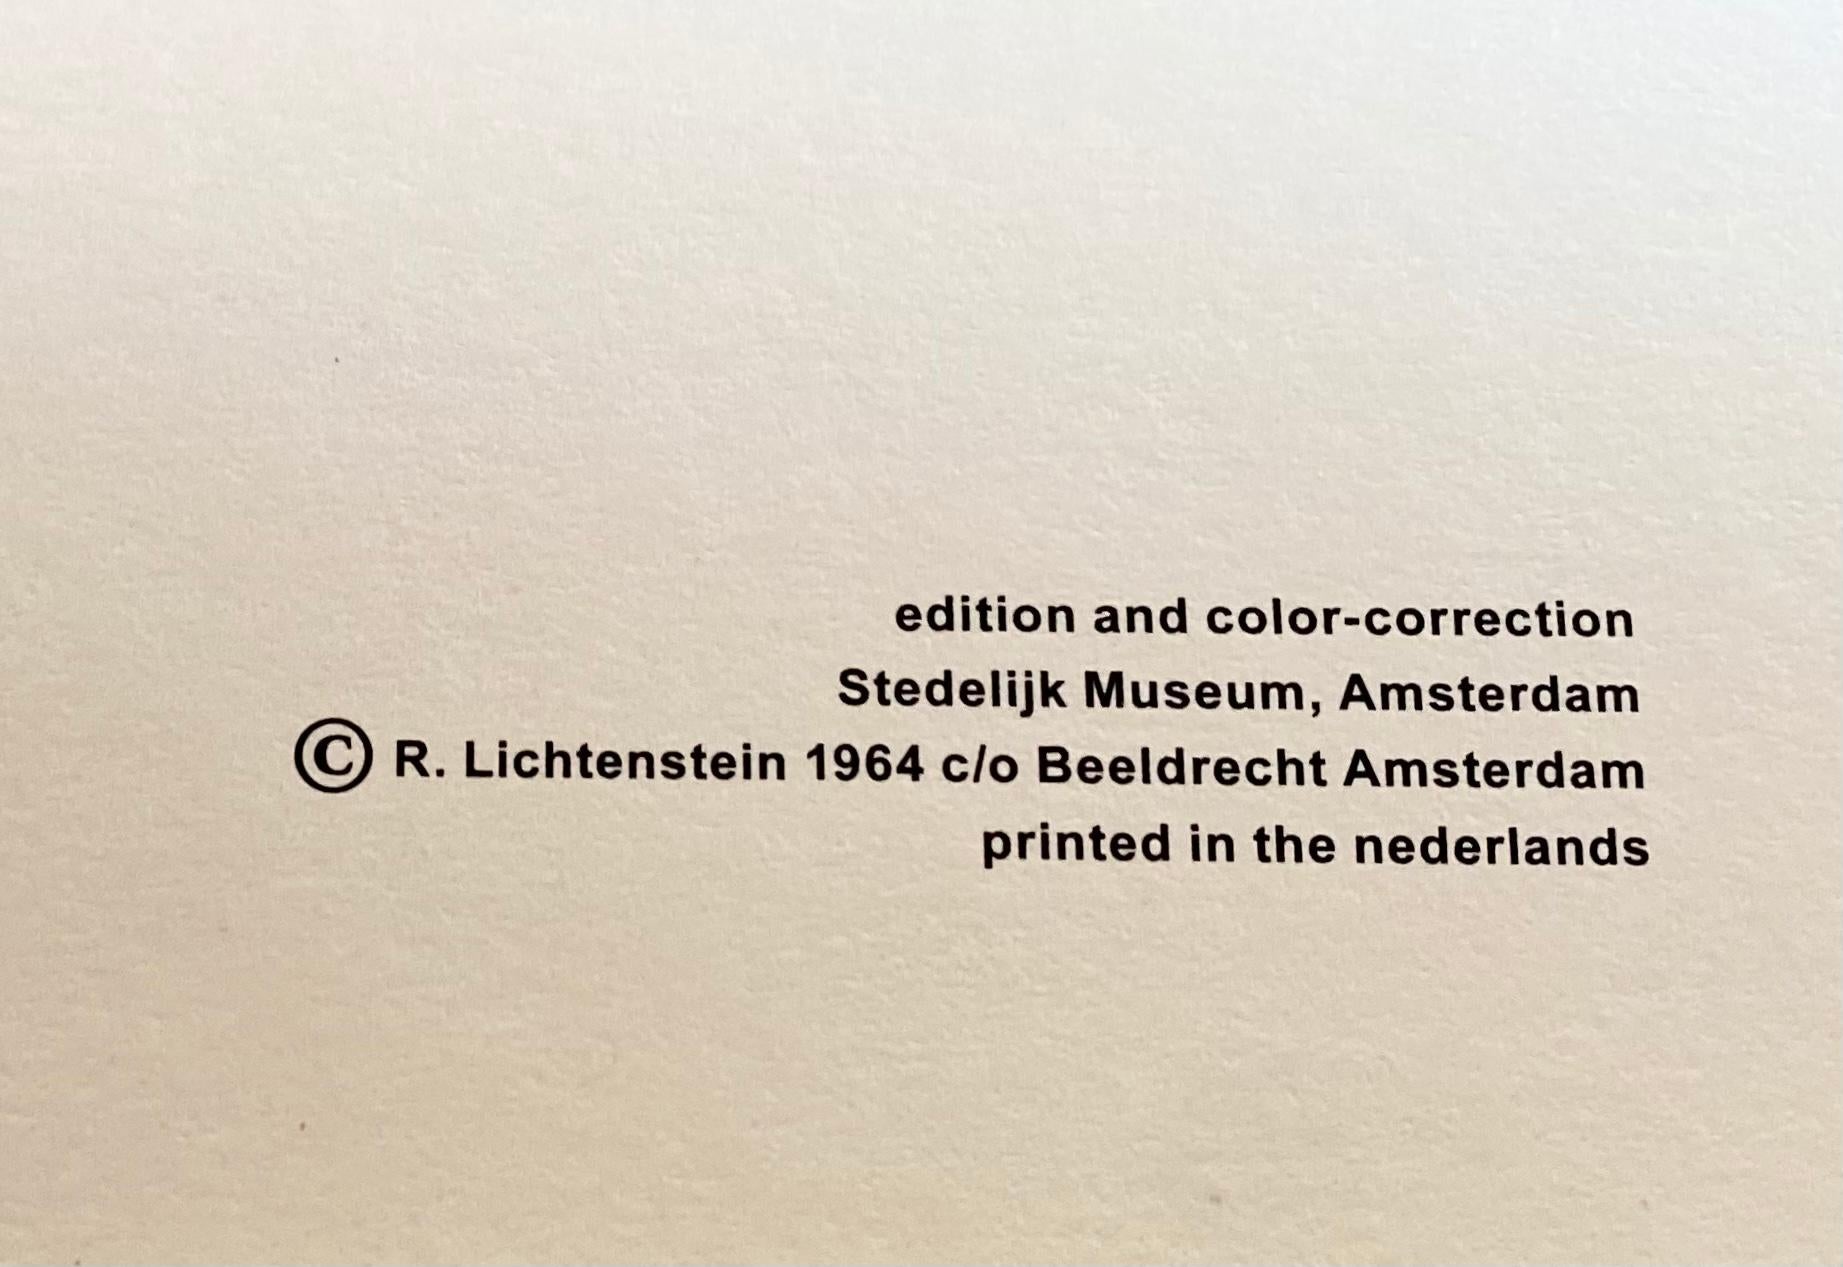 edition and color-correction
Stedelijk Museum, Amsterdam
© R. Lichtenstein 1964 c/o Beeldrecht Amsterdam
printed in the nederlands